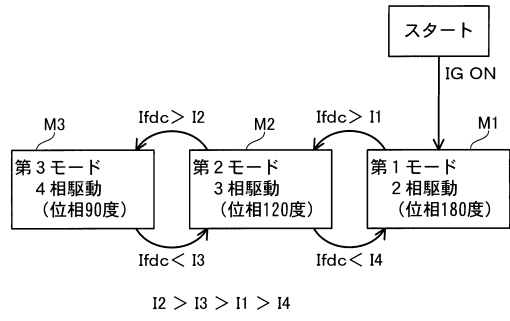 スタート
IG ON
M3
Ifdc> I2
M2
Ifdc> I1
M1
第3モード
4相駆動
(位相90度)
第2モード
3相駆動
(位相120度)
第1モード
2相駆動
(位相180度)
Ifdc< I3
Ifdc< I4
I2 > I3 > I1 > I4